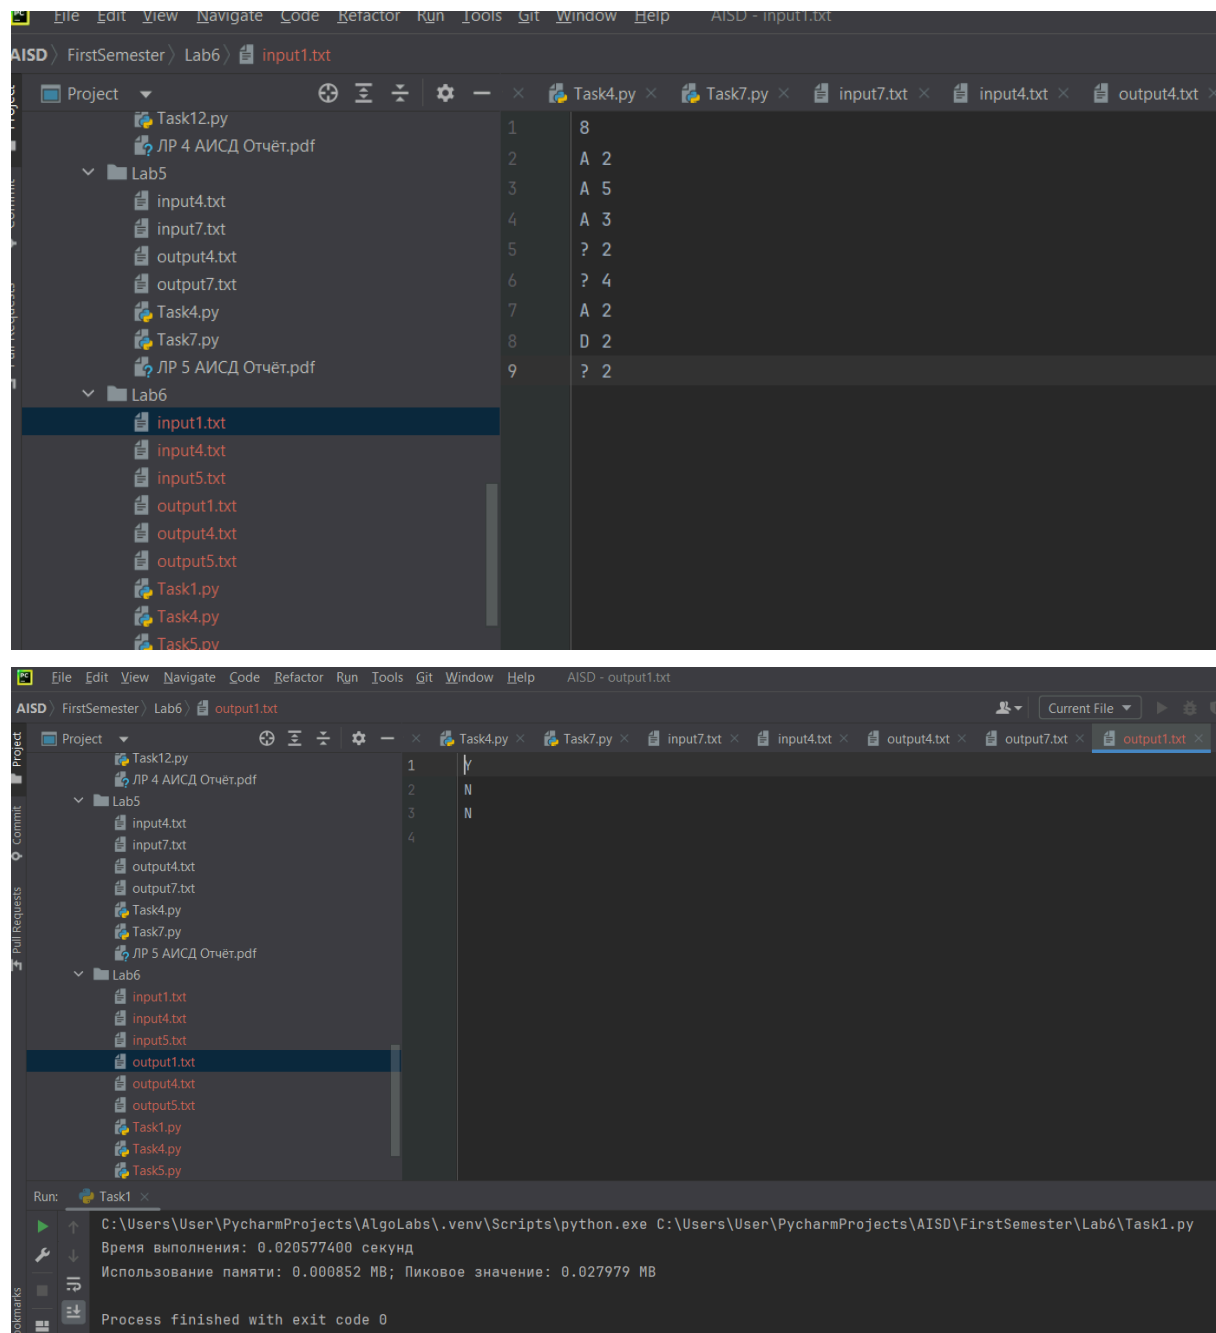 File Edit View Navigate Code Refactor Run Tools Git Window Help AISD - input1.txt
AISD FirstSemester Lab6 input1.txt
Project Task4.py Task7.py input7.txt input4.txt output4.txt
Task12.py
ЛР 4 АИСД Отчёт.pdf
Lab5
input4.txt
input7.txt
output4.txt
output7.txt
Task4.py
Task7.py
ЛР 5 АИСД Отчёт.pdf
Lab6
input1.txt
input4.txt
input5.txt
output1.txt
output4.txt
output5.txt
Task1.py
Task4.py
Task5.py
1 8
2 A 2
3 A 5
4 A 3
5 ? 2
6 ? 4
7 A 2
8 D 2
9 ? 2
File Edit View Navigate Code Refactor Run Tools Git Window Help AISD - output1.txt
AISD FirstSemester Lab6 output1.txt Current File
Project Task4.py Task7.py input7.txt input4.txt output4.txt output7.txt output1.txt
Project
Commit
Pull Requests
Task12.py
ЛР 4 АИСД Отчёт.pdf
Lab5
input4.txt
input7.txt
output4.txt
output7.txt
Task4.py
Task7.py
ЛР 5 АИСД Отчёт.pdf
Lab6
input1.txt
input4.txt
input5.txt
output1.txt
output4.txt
output5.txt
Task1.py
Task4.py
Task5.py
1 Y
2 N
3 N
4
Run: Task1
C:\Users\User\PycharmProjects\AlgoLabs\.venv\Scripts\python.exe C:\Users\User\PycharmProjects\AISD\FirstSemester\Lab6\Task1.py
Время выполнения: 0.020577400 секунд
Использование памяти: 0.000852 MB; Пиковое значение: 0.027979 MB
Process finished with exit code 0